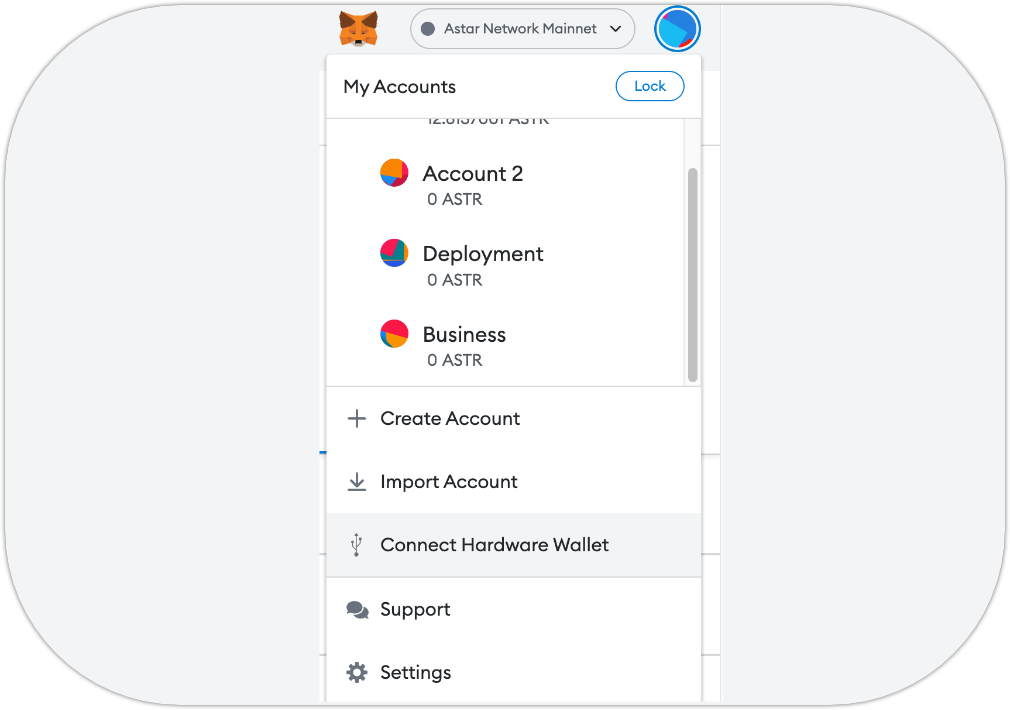 Astar Network Mainnet
My Accounts
Lock
ASTR
Account 2
0 ASTR
Deployment
0 ASTR
Business
0 ASTR
Create Account
Import Account
Connect Hardware Wallet
Support
Settings